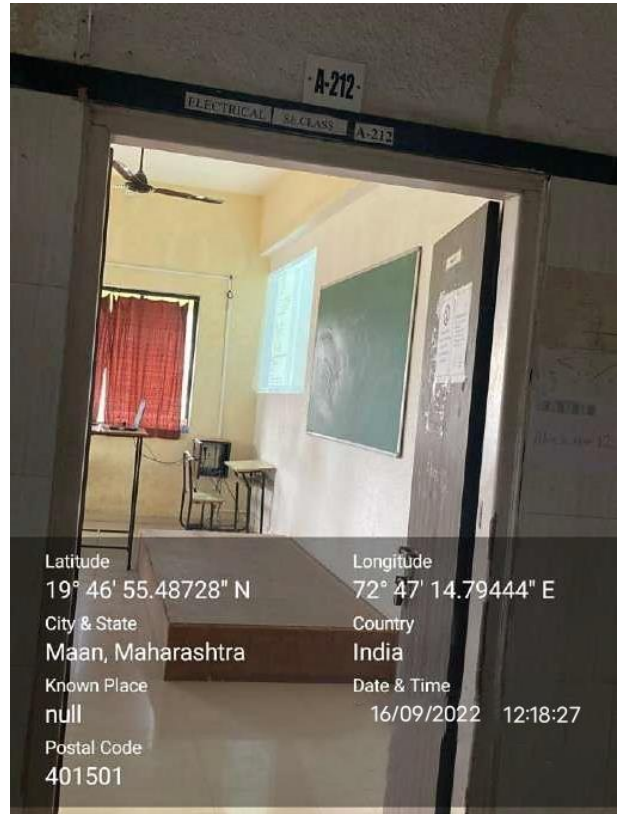 A-212
ELECTRICAL S.E.CLASS A-212
Latitude
19° 46' 55.48728" N
Longitude
72° 47' 14.79444" E
City & State
Maan, Maharashtra
Country
India
Known Place
null
Date & Time
16/09/2022 12:18:27
Postal Code
401501